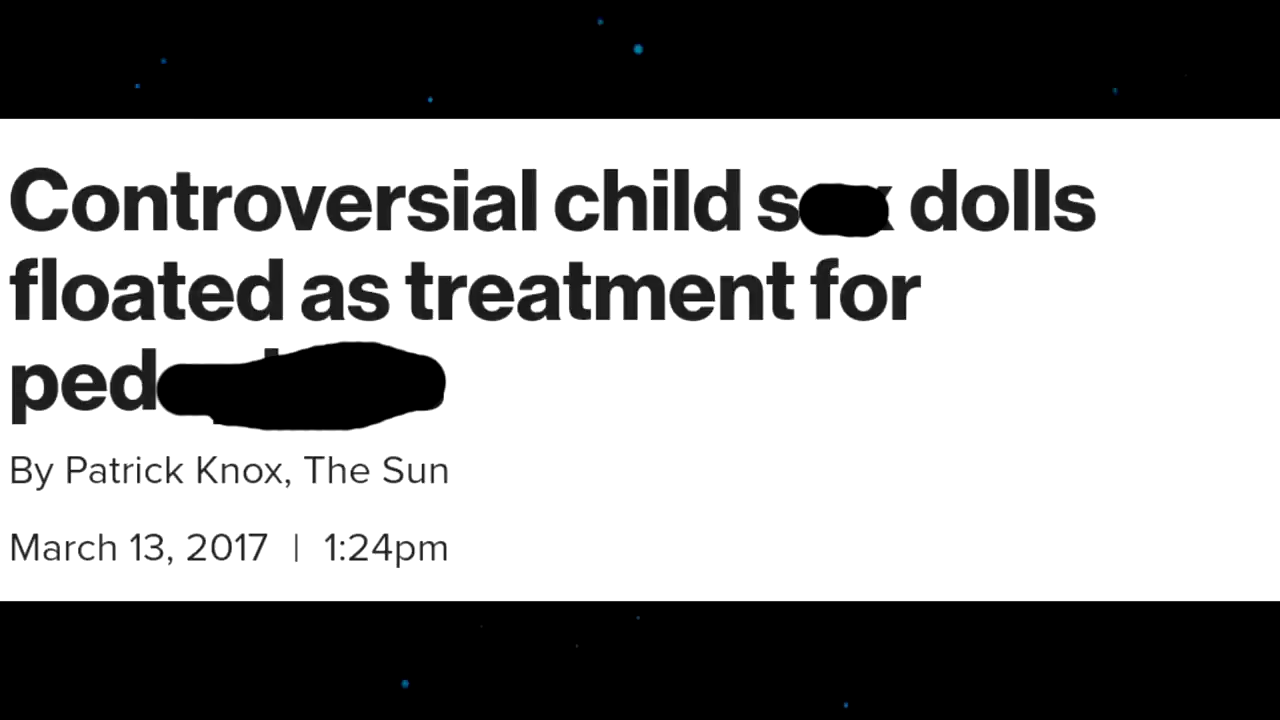 Controversial child dolls
floated as treatment for
By Patrick Knox, The Sun
March 13, 2017 | 1:24pm